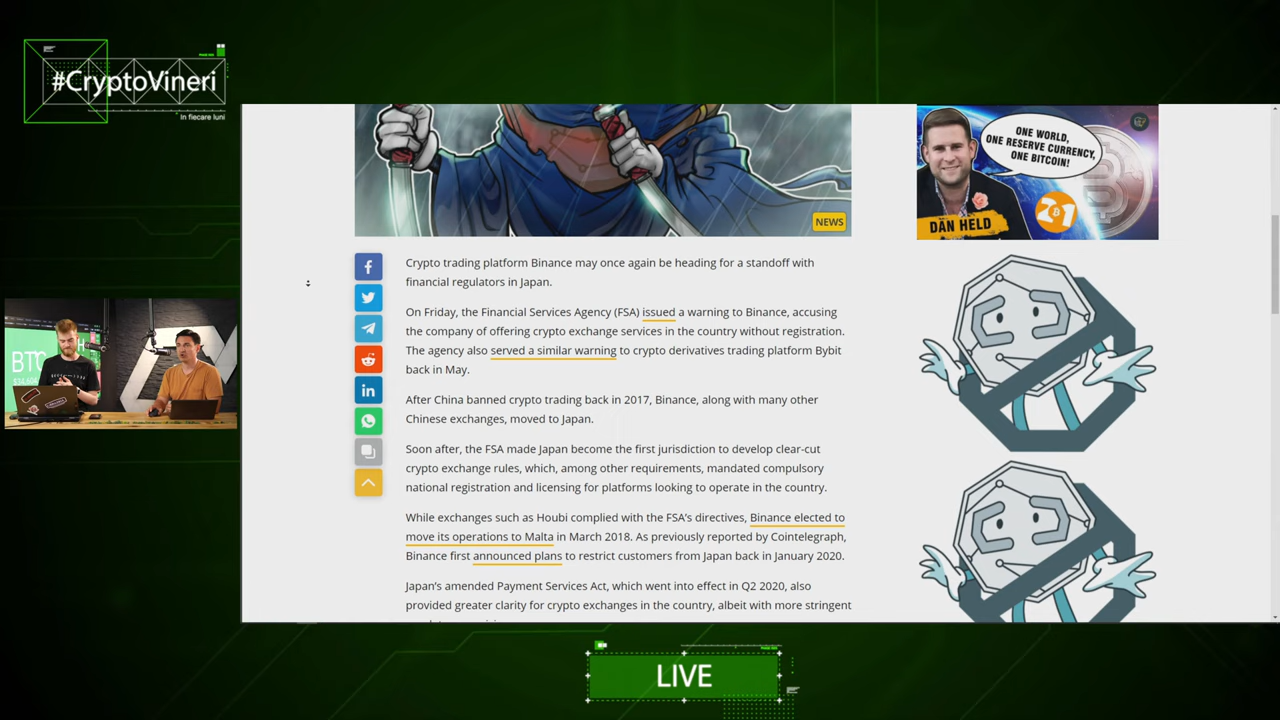 #CryptoVineri
In fiecare luni
ONE WORLD,
ONE RESERVE CURRENCY,
ONE BITCOIN!
DAN HELD
21
NEWS
Crypto trading platform Binance may once again be heading for a standoff with
financial regulators in Japan.
On Friday, the Financial Services Agency (FSA) issued a warning to Binance, accusing
the company of offering crypto exchange services in the country without registration.
The agency also served a similar warning to crypto derivatives trading platform Bybit
back in May.
After China banned crypto trading back in 2017, Binance, along with many other
Chinese exchanges, moved to Japan.
Soon after, the FSA made Japan become the first jurisdiction to develop clear-cut
crypto exchange rules, which, among other requirements, mandated compulsory
national registration and licensing for platforms looking to operate in the country.
While exchanges such as Houbi complied with the FSA's directives, Binance elected to
move its operations to Malta in March 2018. As previously reported by Cointelegraph,
Binance first announced plans to restrict customers from Japan back in January 2020.
Japan's amended Payment Services Act, which went into effect in Q2 2020, also
provided greater clarity for crypto exchanges in the country, albeit with more stringent
BTC
LIVE